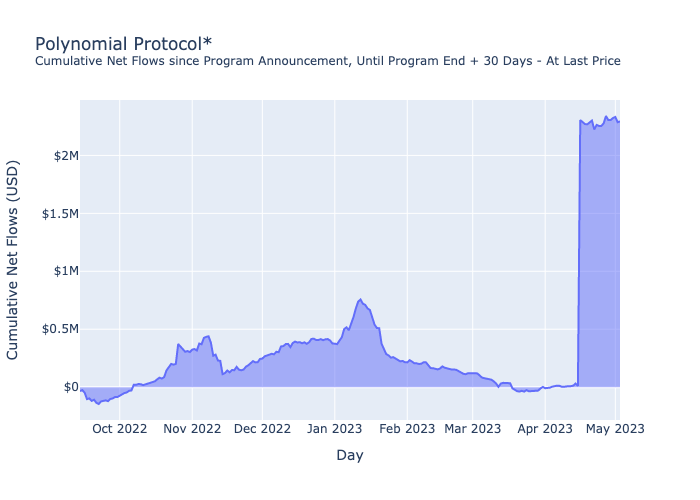 Polynomial Protocol*
Cumulative Net Flows since Program Announcement, Until Program End + 30 Days - At Last Price
Cumulative Net Flows (USD)
$2M
$1.5M
$1M
$0.5M
$0
Oct 2022 Nov 2022 Dec 2022 Jan 2023 Feb 2023 Mar 2023 Apr 2023 May 2023
Day